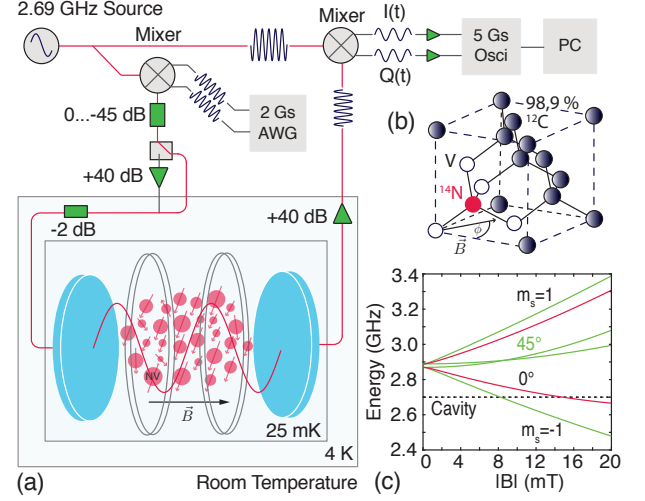 2.69 GHz Source
Mixer
Mixer
I(t)
Q(t)
5 Gs
Osci
PC
0...-45 dB
2 Gs
AWG
+40 dB
-2 dB
+40 dB
NV
B
25 mK
4 K
(a)
Room Temperature
(b)
98,9 %
¹²C
V
¹⁴N
ϕ
B
3.4
3.2
3.0
2.8
2.6
2.4
Energy (GHz)
mₛ=1
45°
0°
Cavity
mₛ=-1
0 4 8 12 16 20
(c)
|B| (mT)